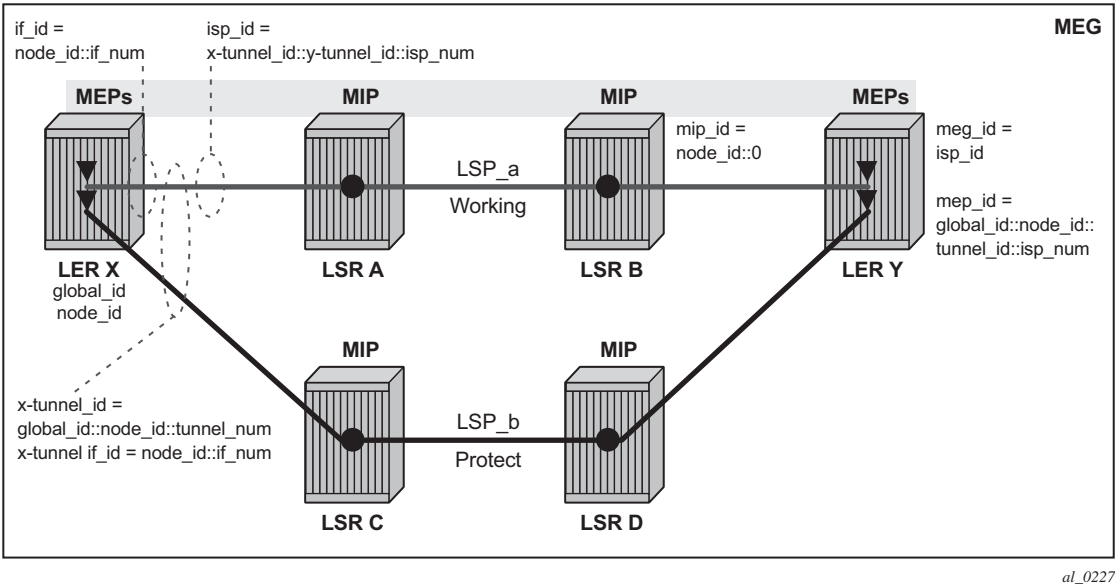 if_id =
node_id::if_num
isp_id =
x-tunnel_id::y-tunnel_id::isp_num
MEG
MEPs
MIP
MIP
MEPs
mip_id =
node_id::0
meg_id =
isp_id
LSP_a
Working
mep_id =
global_id::node_id::
tunnel_id::isp_num
LER X
global_id
node_id
LSR A
LSR B
LER Y
MIP
MIP
x-tunnel_id =
global_id::node_id::tunnel_num
x-tunnel if_id = node_id::if_num
LSP_b
Protect
LSR C
LSR D
al_0227